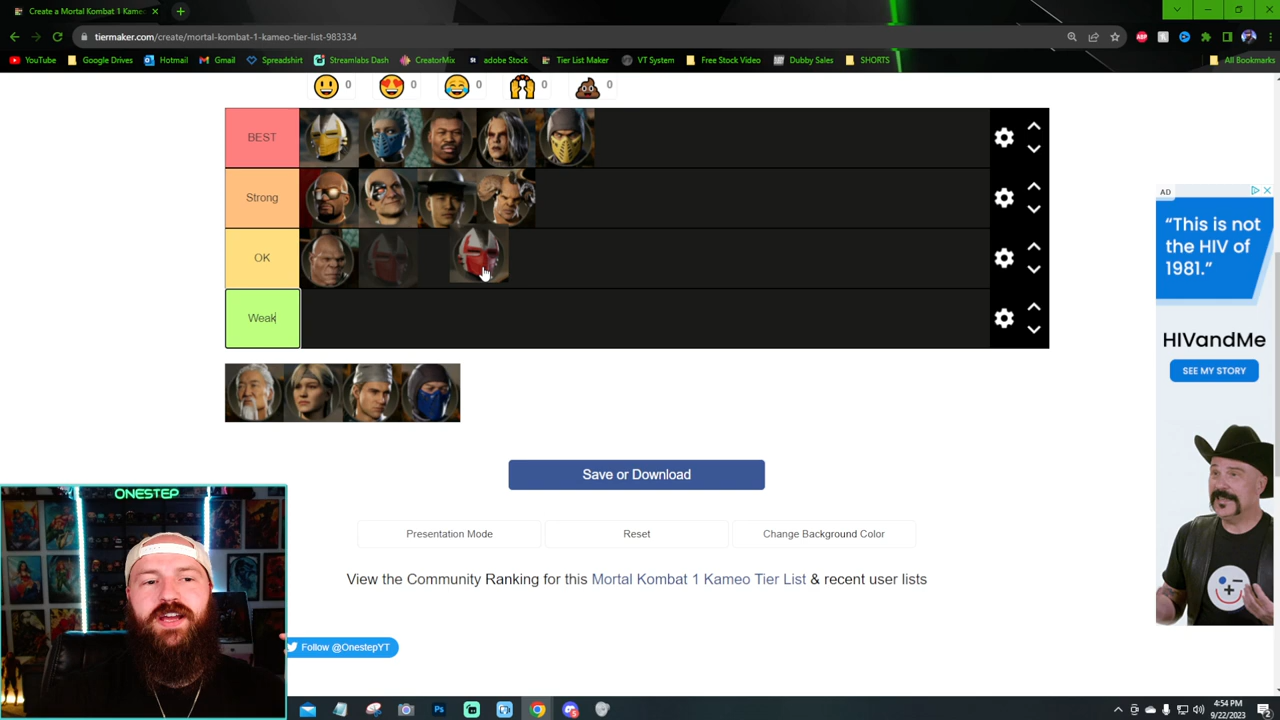 Create a Mortal Kombat 1 Kameo
tiermaker.com/create/mortal-kombat-1-kameo-tier-list-983334
YouTube Google Drives Hotmail Gmail Spreadshirt Streamlabs Dash CreatorMix adobe Stock Tier List Maker VT System Free Stock Video Dubby Sales SHORTS All Bookmarks
0 0 0 0 0
BEST
Strong
OK
Weak
Save or Download
Presentation Mode Reset Change Background Color
View the Community Ranking for this Mortal Kombat 1 Kameo Tier List & recent user lists
Follow @OnestepYT
AD
“This is not
the HIV of
1981.”
HIVandMe
SEE MY STORY
ONESTEP
4:54 PM
9/22/2023